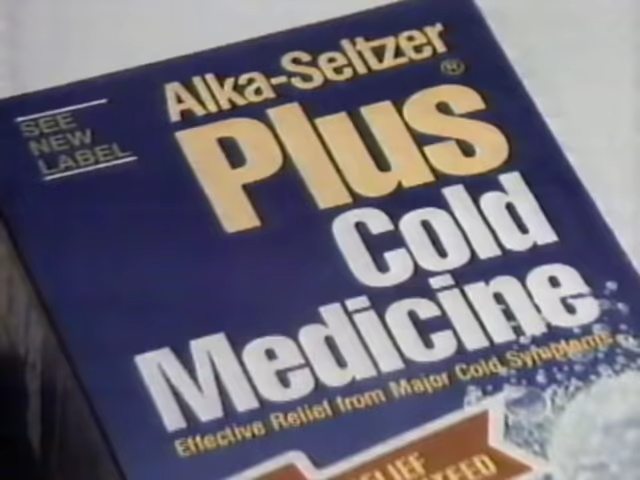 SEE
NEW
LABEL
Alka-Seltzer
Plus®
Cold
Medicine
Effective Relief from Major Cold Symptoms